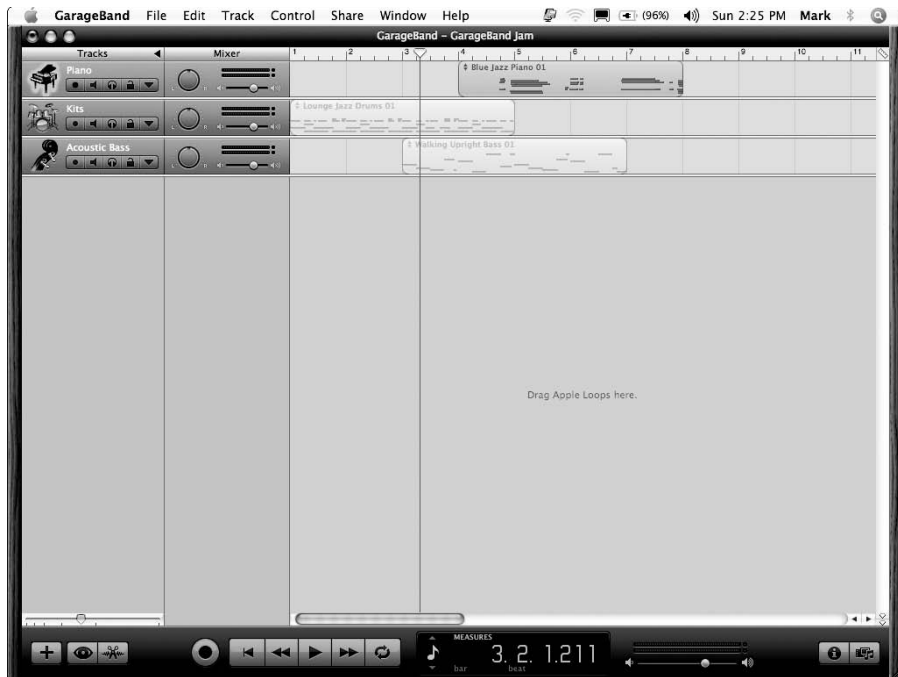 GarageBand File Edit Track Control Share Window Help (96%) Sun 2:25 PM Mark
GarageBand – GarageBand Jam
Tracks Mixer 1 2 3 4 5 6 7 8 9 10 11
Piano
Blue Jazz Piano 01
L R
Kits
Lounge Jazz Drums 01
L R
Acoustic Bass
Walking Upright Bass 01
L R
Drag Apple Loops here.
MEASURES
3. 2. 1.211
bar beat